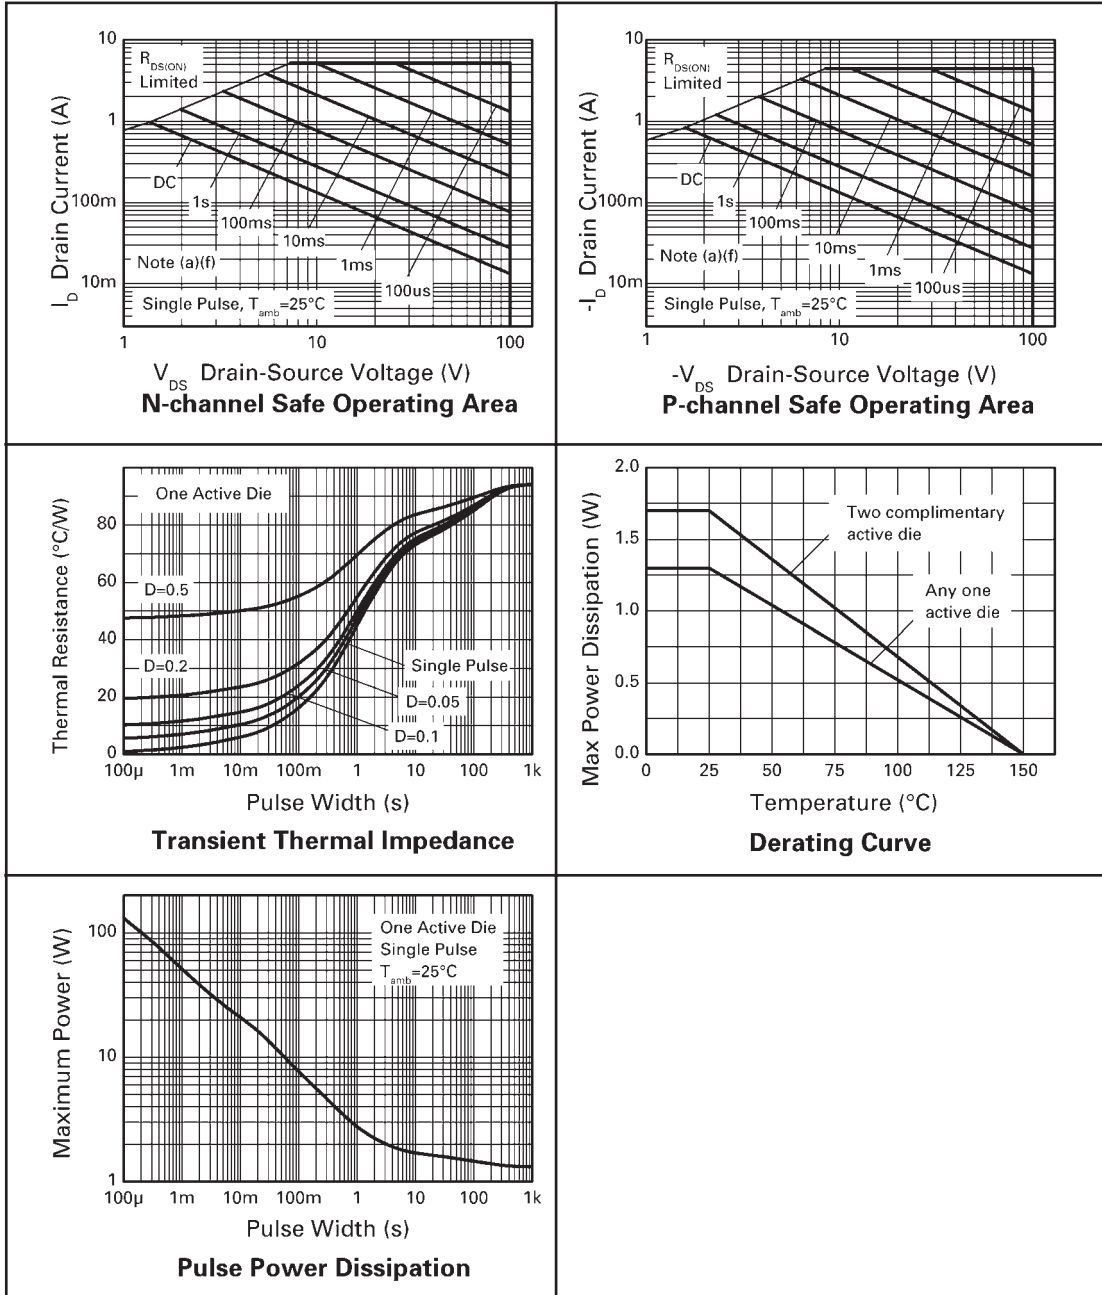 10
1
100m
10m
R_DS(ON)
Limited
DC
1s
100ms
10ms
1ms
100us
Note (a)(f)
Single Pulse, T_amb=25°C
1 10 100
I_D Drain Current (A)
V_DS Drain-Source Voltage (V)
N-channel Safe Operating Area
10
1
100m
10m
R_DS(ON)
Limited
DC
1s
100ms
10ms
1ms
100us
Note (a)(f)
Single Pulse, T_amb=25°C
1 10 100
-I_D Drain Current (A)
-V_DS Drain-Source Voltage (V)
P-channel Safe Operating Area
80
60
40
20
0
One Active Die
D=0.5
D=0.2
Single Pulse
D=0.05
D=0.1
100µ 1m 10m 100m 1 10 100 1k
Thermal Resistance (°C/W)
Pulse Width (s)
Transient Thermal Impedance
2.0
1.5
1.0
0.5
0.0
Two complimentary
active die
Any one
active die
0 25 50 75 100 125 150
Max Power Dissipation (W)
Temperature (°C)
Derating Curve
100
10
1
One Active Die
Single Pulse
T_amb=25°C
100µ 1m 10m 100m 1 10 100 1k
Maximum Power (W)
Pulse Width (s)
Pulse Power Dissipation